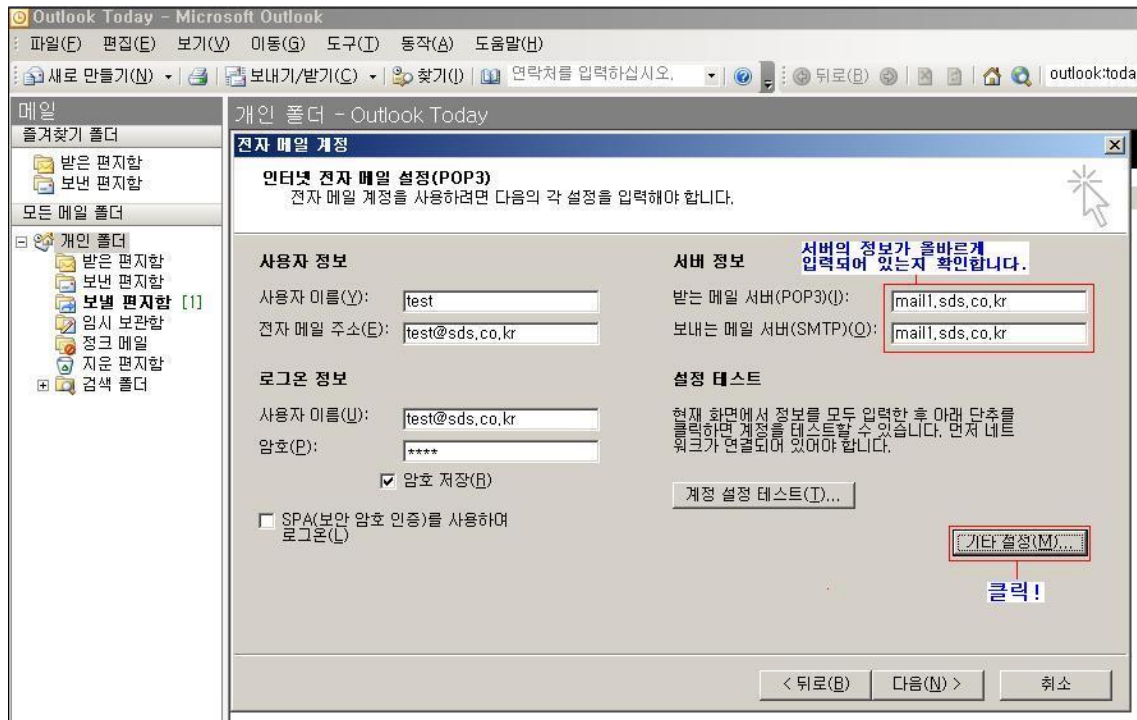 Outlook Today - Microsoft Outlook
파일(F) 편집(E) 보기(V) 이동(G) 도구(T) 동작(A) 도움말(H)
새로 만들기(N) 보내기/받기(C) 찾기(I) 연락처를 입력하십시오. 뒤로(B) outlook:toda
메일
즐겨찾기 폴더
받은 편지함
보낸 편지함
모든 메일 폴더
개인 폴더
받은 편지함
보낸 편지함
보낼 편지함 [1]
임시 보관함
정크 메일
지운 편지함
검색 폴더
개인 폴더 - Outlook Today
전자 메일 계정
인터넷 전자 메일 설정(POP3)
전자 메일 계정을 사용하려면 다음의 각 설정을 입력해야 합니다.
사용자 정보
사용자 이름(Y): test
전자 메일 주소(E): test@sds.co.kr
로그온 정보
사용자 이름(U): test@sds.co.kr
암호(P): ****
암호 저장(R)
SPA(보안 암호 인증)를 사용하여
로그온(L)
서버 정보
서버의 정보가 올바르게
입력되어 있는지 확인합니다.
받는 메일 서버(POP3)(I): mail1.sds.co.kr
보내는 메일 서버(SMTP)(O): mail1.sds.co.kr
설정 테스트
현재 화면에서 정보를 모두 입력한 후 아래 단추를
클릭하면 계정을 테스트할 수 있습니다. 먼저 네트
워크가 연결되어 있어야 합니다.
계정 설정 테스트(T)...
기타 설정(M)...
클릭!
< 뒤로(B) 다음(N) > 취소